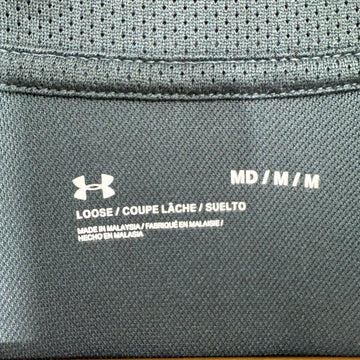 MD / M / M
LOOSE / COUPE LÂCHE / SUELTO
MADE IN MALAYSIA / FABRIQUÉ EN MALAISIE /
HECHO EN MALASIA